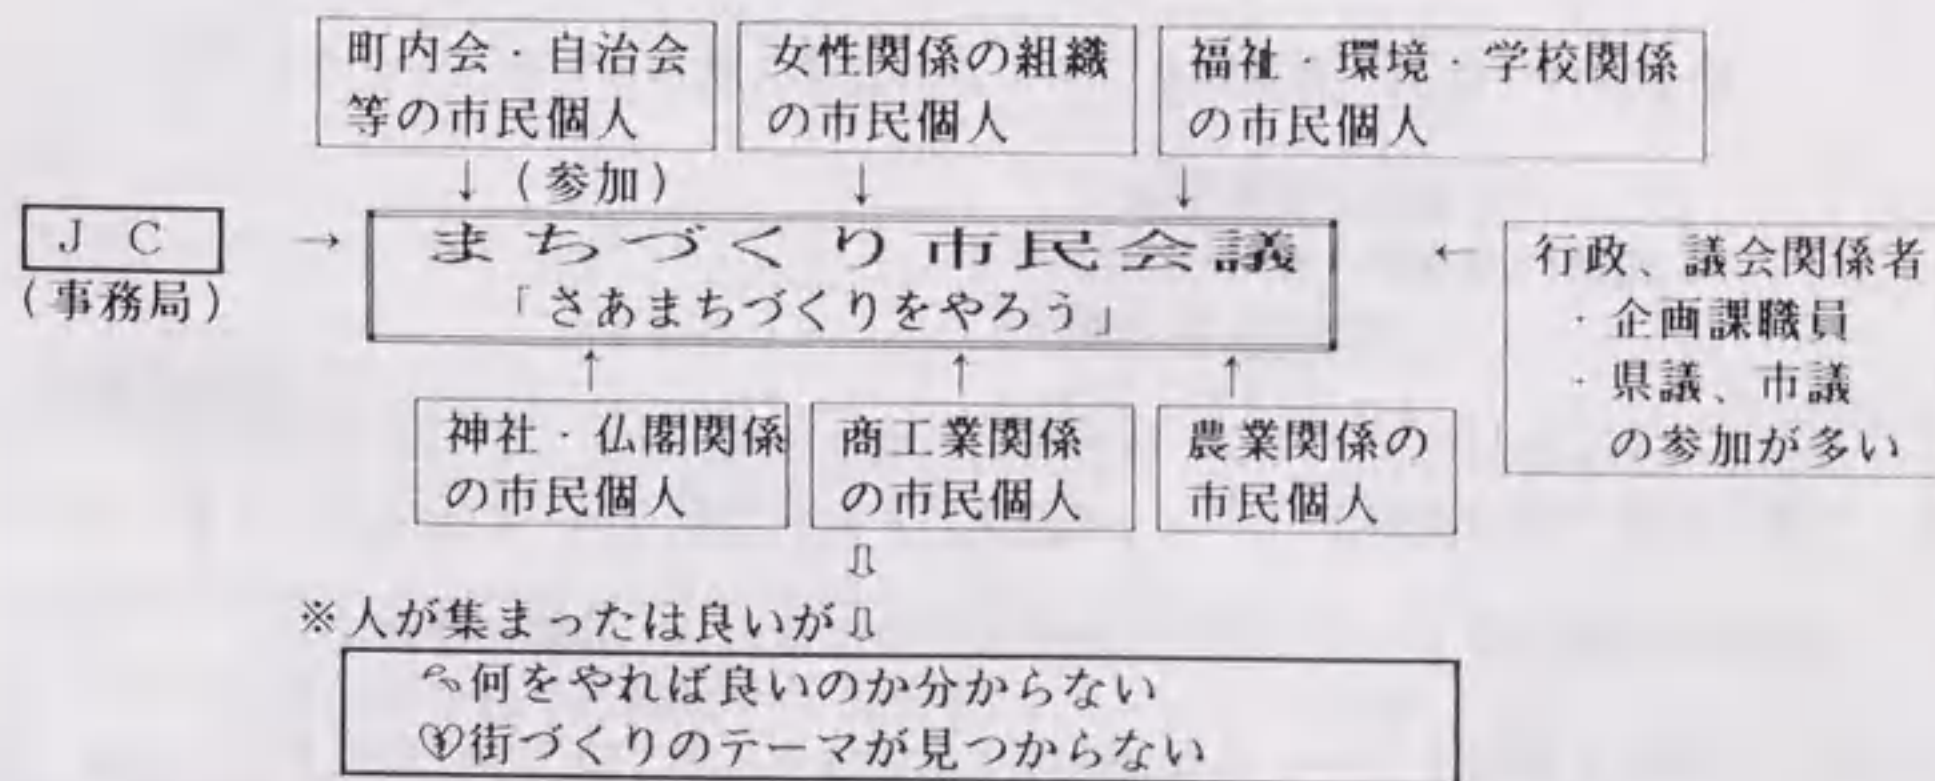 町内会・自治会
等の市民個人
女性関係の組織
の市民個人
福祉・環境・学校関係
の市民個人
↓(参加)
↓
↓
JC
(事務局)
→
まちづくり市民会議
「さあまちづくりをやろう」
←
行政、議会関係者
・企画課職員
・県議、市議
の参加が多い
↑
↑
↑
神社・仏閣関係
の市民個人
商工業関係
の市民個人
農業関係の
市民個人
⇩
※人が集まったは良いが⇩
何をやれば良いのか分からない
街づくりのテーマが見つからない